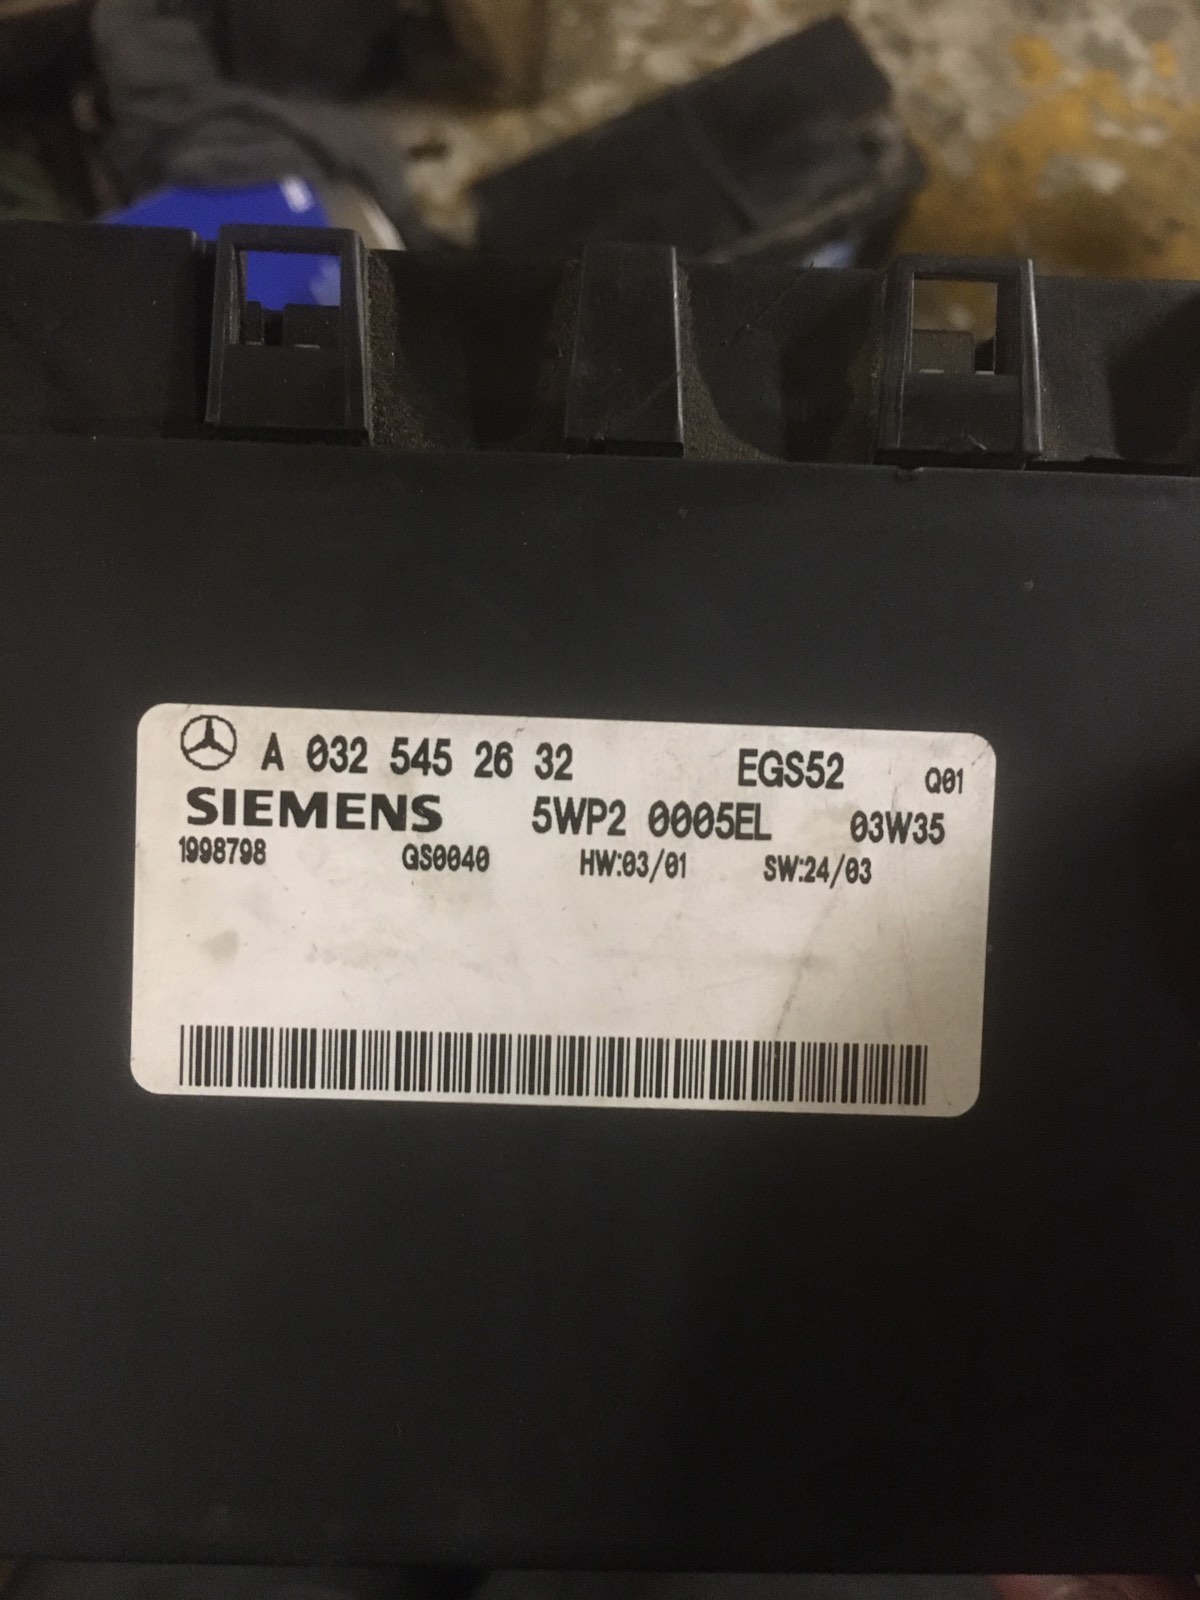 A 032 545 26 32 EGS52 Q01
SIEMENS 5WP2 0005EL 03W35
1998798 QS0040 HW:03/01 SW:24/03